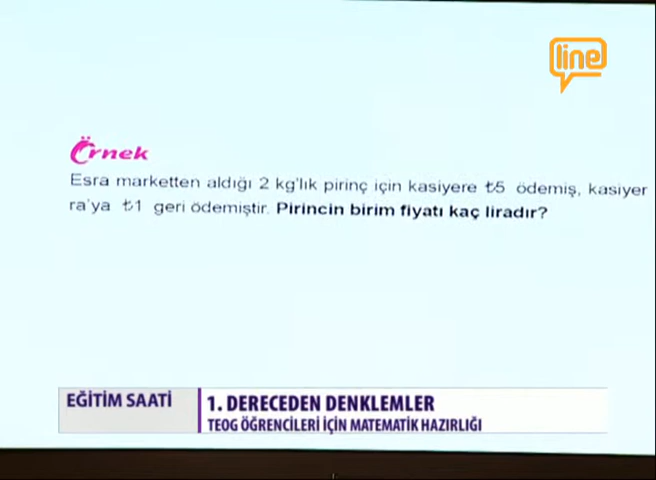 line
Örnek
Esra marketten aldığı 2 kg'lık pirinç için kasiyere ₺5 ödemiş, kasiyer
ra'ya ₺1 geri ödemiştir. Pirincin birim fiyatı kaç liradır?
EĞİTİM SAATİ
1. DERECEDEN DENKLEMLER
TEOG ÖĞRENCİLERİ İÇİN MATEMATİK HAZIRLIĞI